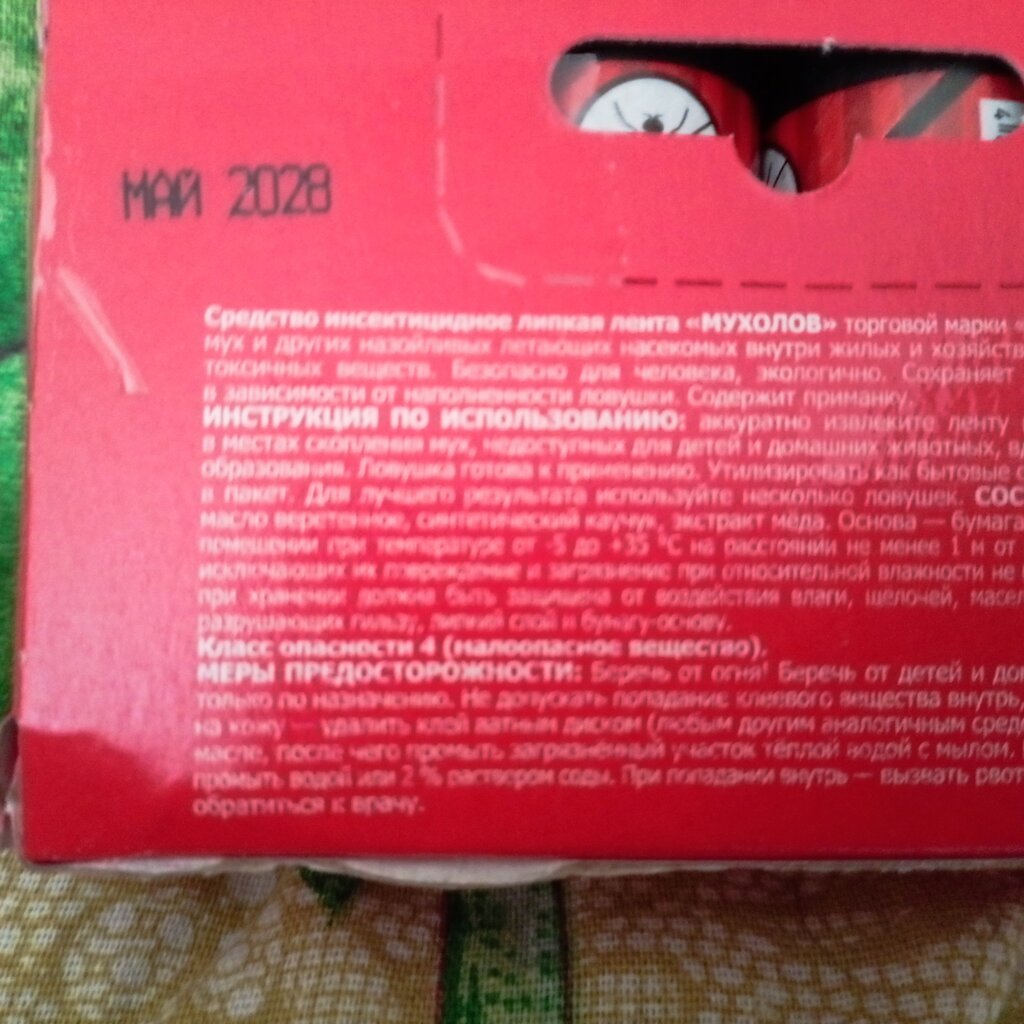 МАЙ 2028
Средство инсектицидное липкая лента «МУХОЛОВ» торговой марки «
мух и других назойливых летающих насекомых внутри жилых и хозяйств
токсичных веществ. Безопасно для человека, экологично. Сохраняет
в зависимости от наполненности ловушки. Содержит приманку.
ИНСТРУКЦИЯ ПО ИСПОЛЬЗОВАНИЮ: аккуратно извлеките ленту
в местах скопления мух, недоступных для детей и домашних животных, вд
образования. Ловушка готова к применению. Утилизировать как бытовые о
в пакет. Для лучшего результата используйте несколько ловушек. СОС
масло веретенное, синтетический каучук, экстракт мёда. Основа — бумага
помещении при температуре от -5 до +35 °C на расстоянии не менее 1 м от
исключающих их повреждение и загрязнение при относительной влажности не
при хранении должна быть защищена от воздействия влаги, щелочей, масел
разрушающих гильзу, липкий слой и бумагу-основу.
Класс опасности 4 (малоопасное вещество).
МЕРЫ ПРЕДОСТОРОЖНОСТИ: Беречь от огня! Беречь от детей и дом
только по назначению. Не допускать попадание клеевого вещества внутрь,
на кожу — удалить клей ватным диском (любым другим аналогичным средс
масле, после чего промыть загрязнённый участок тёплой водой с мылом.
промыть водой или 2 % раствором соды. При попадании внутрь — вызвать рвот
обратиться к врачу.